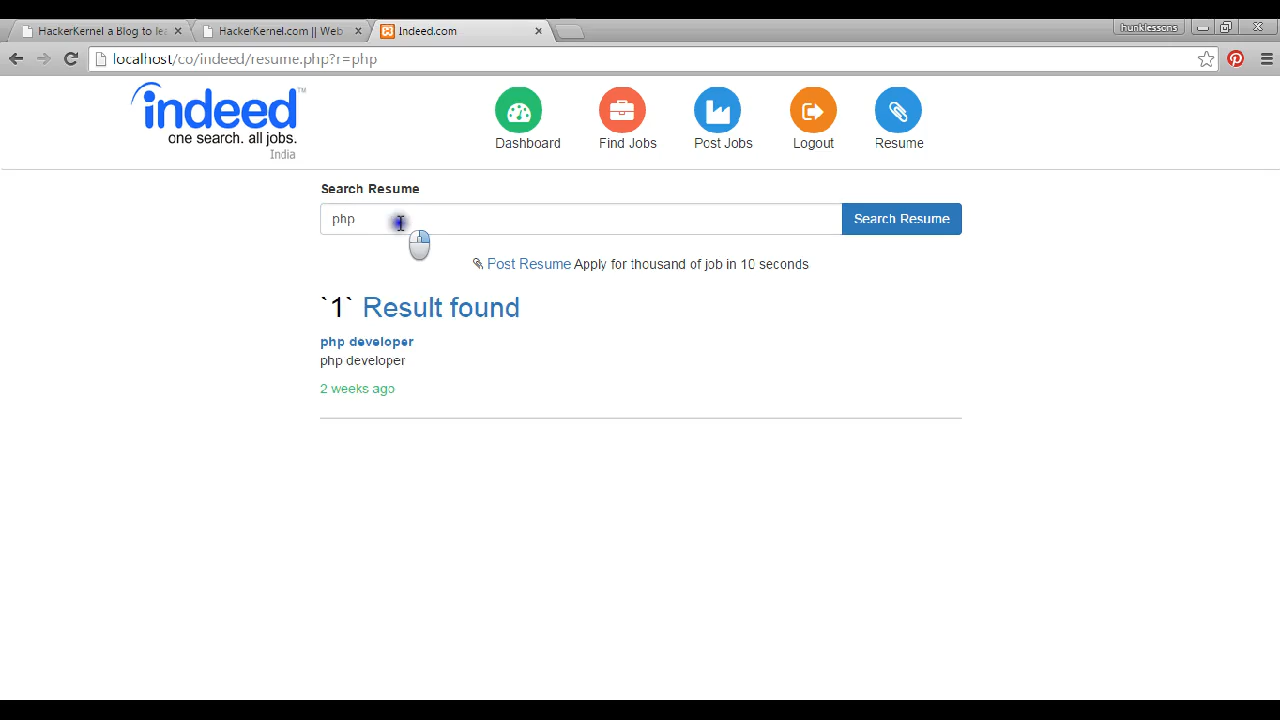 HackerKernel a Blog to lea
HackerKernel.com || Web
Indeed.com
hunklessons
localhost/co/indeed/resume.php?r=php
indeed™
one search. all jobs.
India
Dashboard
Find Jobs
Post Jobs
Logout
Resume
Search Resume
php
Search Resume
Post Resume Apply for thousand of job in 10 seconds
`1` Result found
php developer
php developer
2 weeks ago